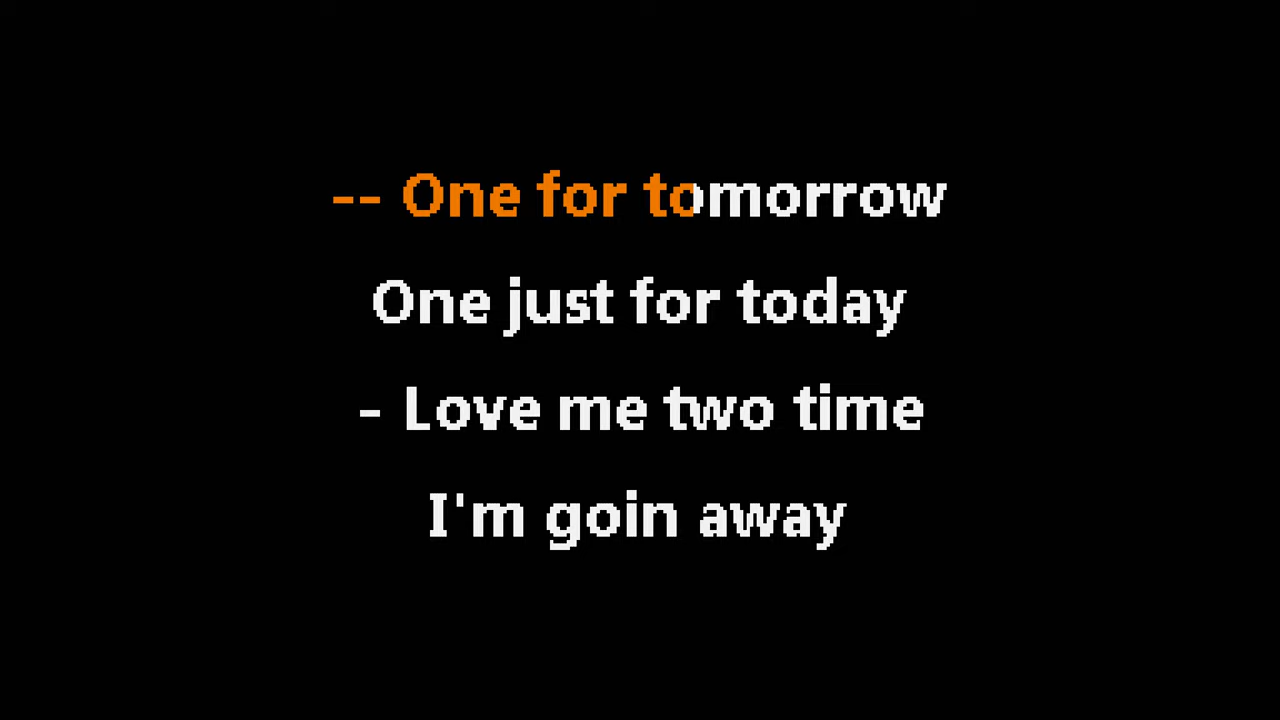 -- One for tomorrow
One just for today
- Love me two time
I'm goin away